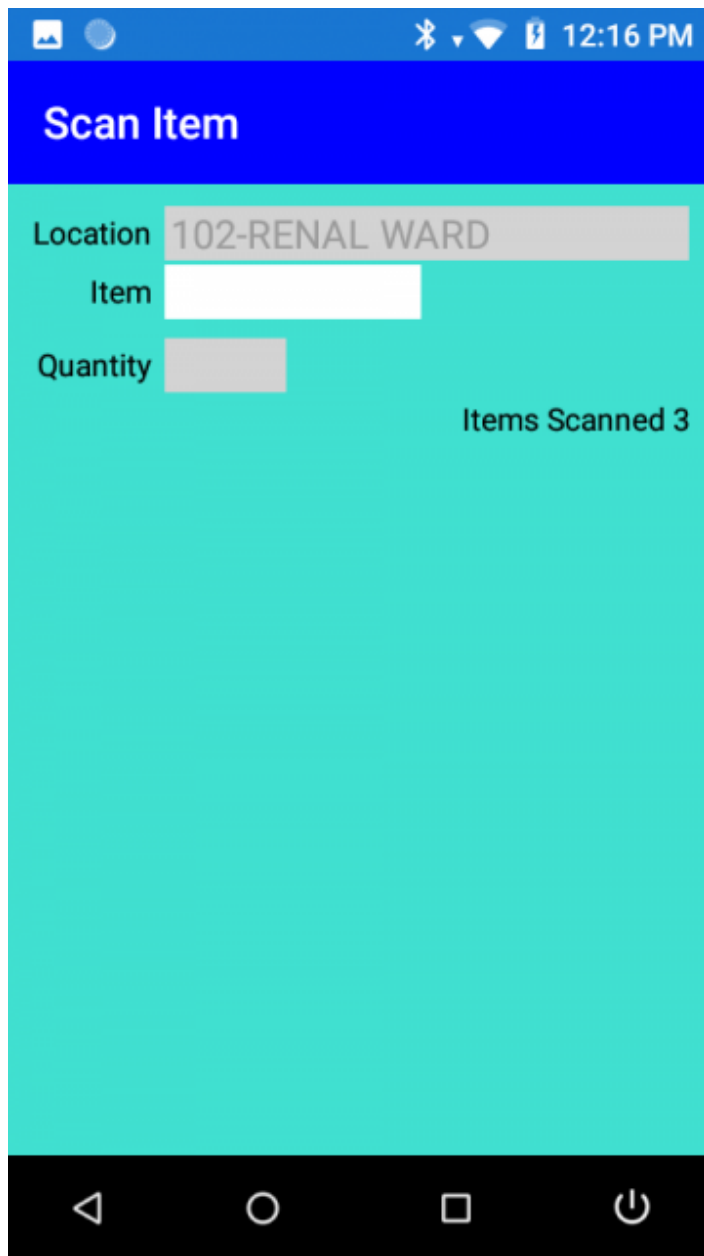 12:16 PM
Scan Item
Location 102-RENAL WARD
Item
Quantity
Items Scanned 3